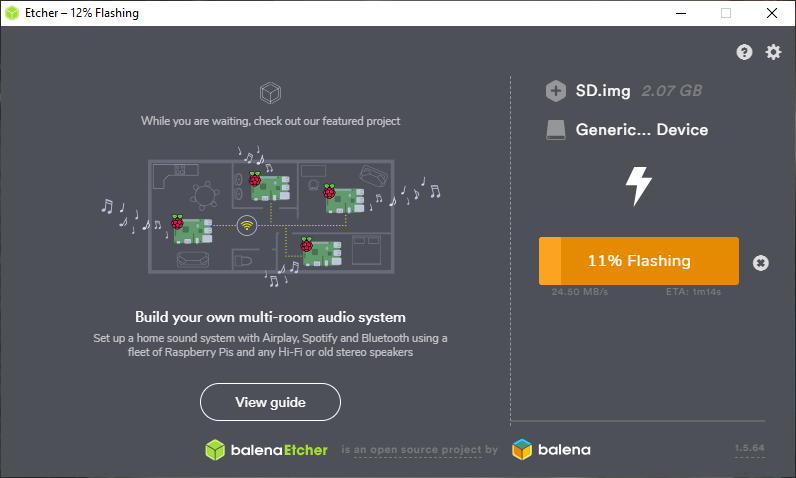 Etcher – 12% Flashing
While you are waiting, check out our featured project
Build your own multi-room audio system
Set up a home sound system with Airplay, Spotify and Bluetooth using a
fleet of Raspberry Pis and any Hi-Fi or old stereo speakers
View guide
SD.img 2.07 GB
Generic... Device
11% Flashing
24.50 MB/s ETA: 1m14s
balenaEtcher is an open source project by balena 1.5.64